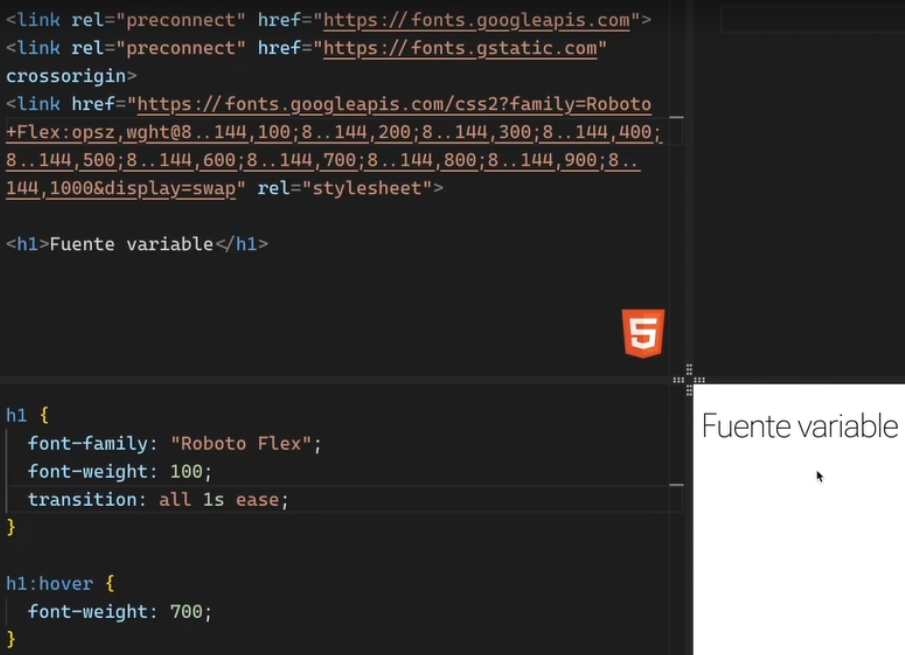 <link rel="preconnect" href="https://fonts.googleapis.com">
<link rel="preconnect" href="https://fonts.gstatic.com"
crossorigin>
<link href="https://fonts.googleapis.com/css2?family=Roboto
+Flex:opsz,wght@8..144,100;8..144,200;8..144,300;8..144,400;
8..144,500;8..144,600;8..144,700;8..144,800;8..144,900;8..
144,1000&display=swap" rel="stylesheet">
<h1>Fuente variable</h1>
5
h1 {
font-family: "Roboto Flex";
font-weight: 100;
transition: all 1s ease;
}
h1:hover {
font-weight: 700;
}
Fuente variable